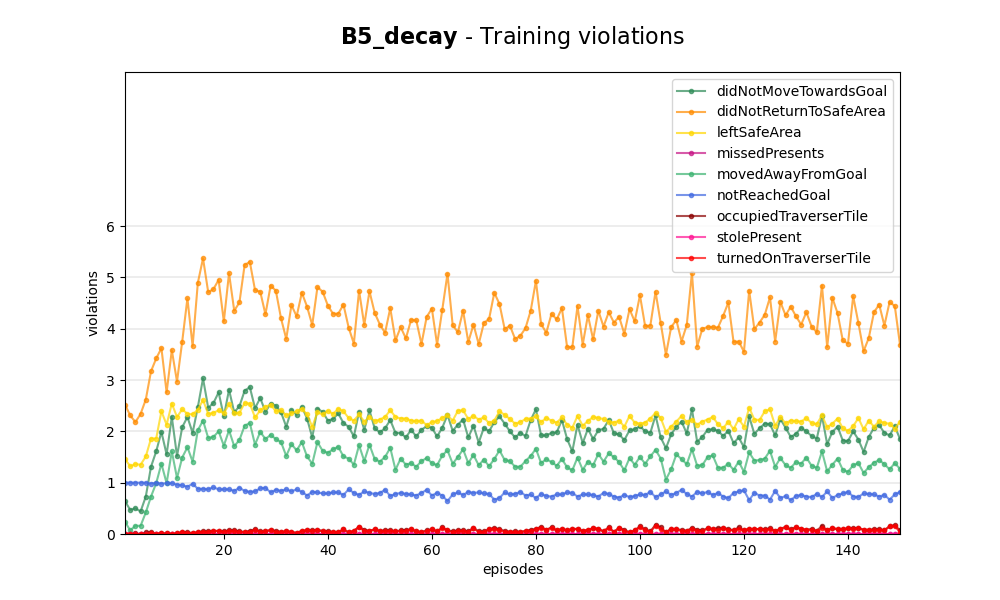 B5_decay - Training violations
didNotMoveTowardsGoal
didNotReturnToSafeArea
leftSafeArea
missedPresents
movedAwayFromGoal
notReachedGoal
occupiedTraverserTile
stolePresent
turnedOnTraverserTile
violations
6
5
4
3
2
1
0
20 40 60 80 100 120 140
episodes